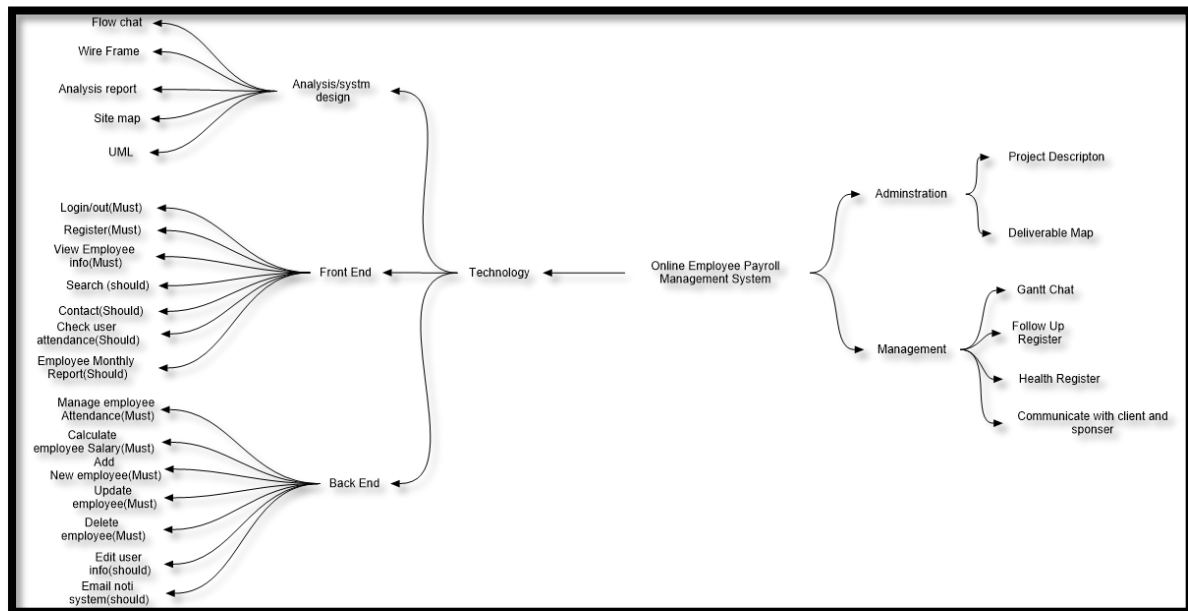 Flow chat
Wire Frame
Analysis report
Site map
UML
Analysis/systm
design
Login/out(Must)
Register(Must)
View Employee
info(Must)
Search (should)
Contact(Should)
Check user
attendance(Should)
Employee Monthly
Report(Should)
Front End
Technology
Manage employee
Attendance(Must)
Calculate
employee Salary(Must)
Add
New employee(Must)
Update
employee(Must)
Delete
employee(Must)
Edit user
info(should)
Email noti
system(should)
Back End
Online Employee Payroll
Management System
Adminstration
Project Descripton
Deliverable Map
Management
Gantt Chat
Follow Up
Register
Health Register
Communicate with client and
sponser